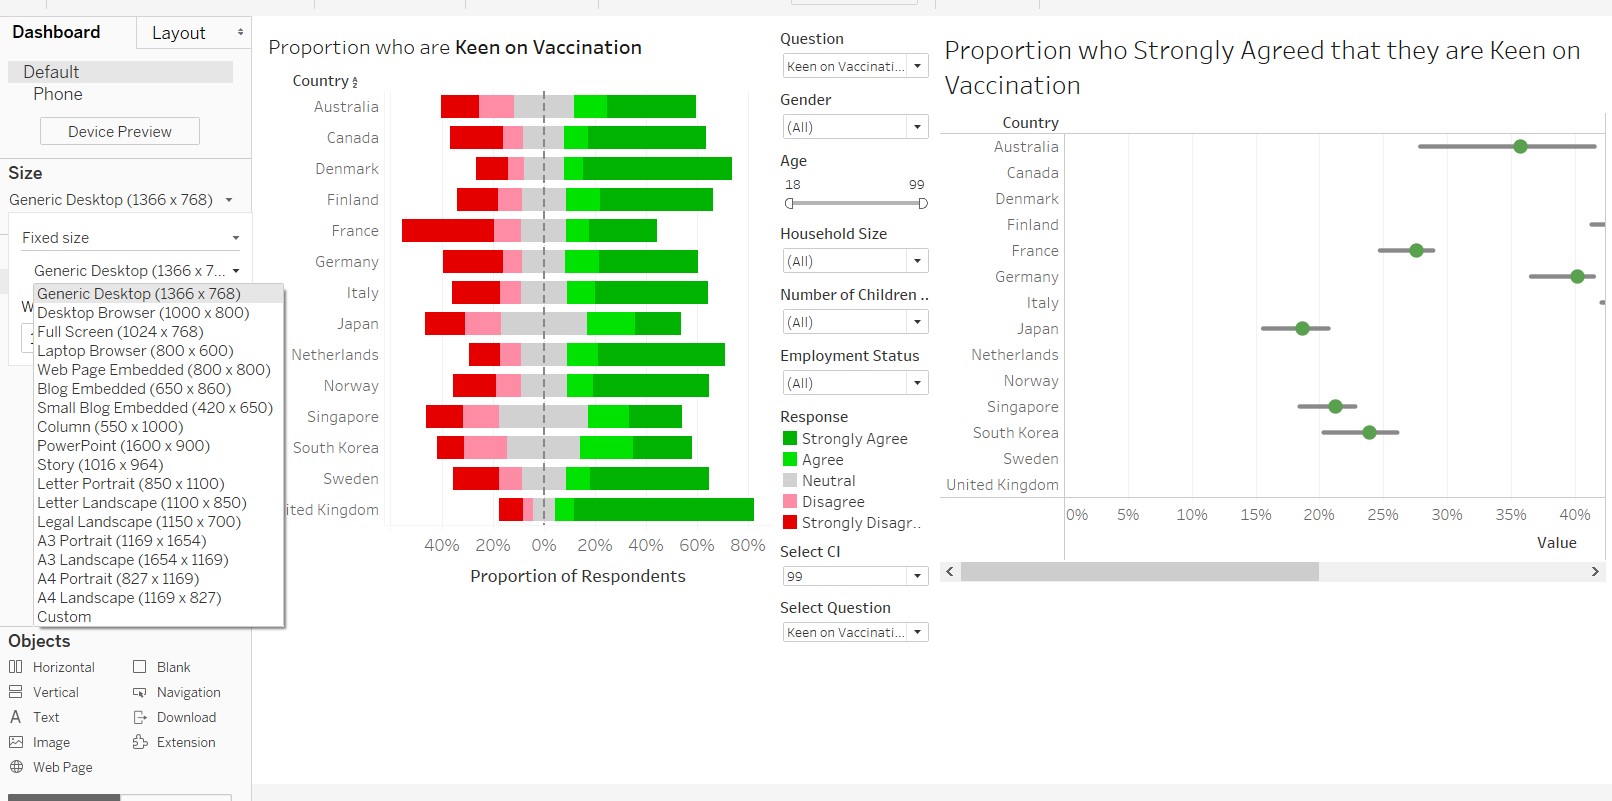 Dashboard
Layout
Default
Phone
Device Preview
Size
Generic Desktop (1366 x 768)
Fixed size
Generic Desktop (1366 x 7...
Generic Desktop (1366 x 768)
Desktop Browser (1000 x 800)
Full Screen (1024 x 768)
Laptop Browser (800 x 600)
Web Page Embedded (800 x 800)
Blog Embedded (650 x 860)
Small Blog Embedded (420 x 650)
Column (550 x 1000)
PowerPoint (1600 x 900)
Story (1016 x 964)
Letter Portrait (850 x 1100)
Letter Landscape (1100 x 850)
Legal Landscape (1150 x 700)
A3 Portrait (1169 x 1654)
A3 Landscape (1654 x 1169)
A4 Portrait (827 x 1169)
A4 Landscape (1169 x 827)
Custom
Objects
Horizontal
Blank
Vertical
Navigation
Text
Download
Image
Extension
Web Page
Proportion who are Keen on Vaccination
Country
Australia
Canada
Denmark
Finland
France
Germany
Italy
Japan
Netherlands
Norway
Singapore
South Korea
Sweden
ited Kingdom
40% 20% 0% 20% 40% 60% 80%
Proportion of Respondents
Question
Keen on Vaccinati...
Gender
(All)
Age
18 99
Household Size
(All)
Number of Children ..
(All)
Employment Status
(All)
Response
Strongly Agree
Agree
Neutral
Disagree
Strongly Disagr..
Select CI
99
Select Question
Keen on Vaccinati...
Proportion who Strongly Agreed that they are Keen on
Vaccination
Country
Australia
Canada
Denmark
Finland
France
Germany
Italy
Japan
Netherlands
Norway
Singapore
South Korea
Sweden
United Kingdom
0% 5% 10% 15% 20% 25% 30% 35% 40%
Value